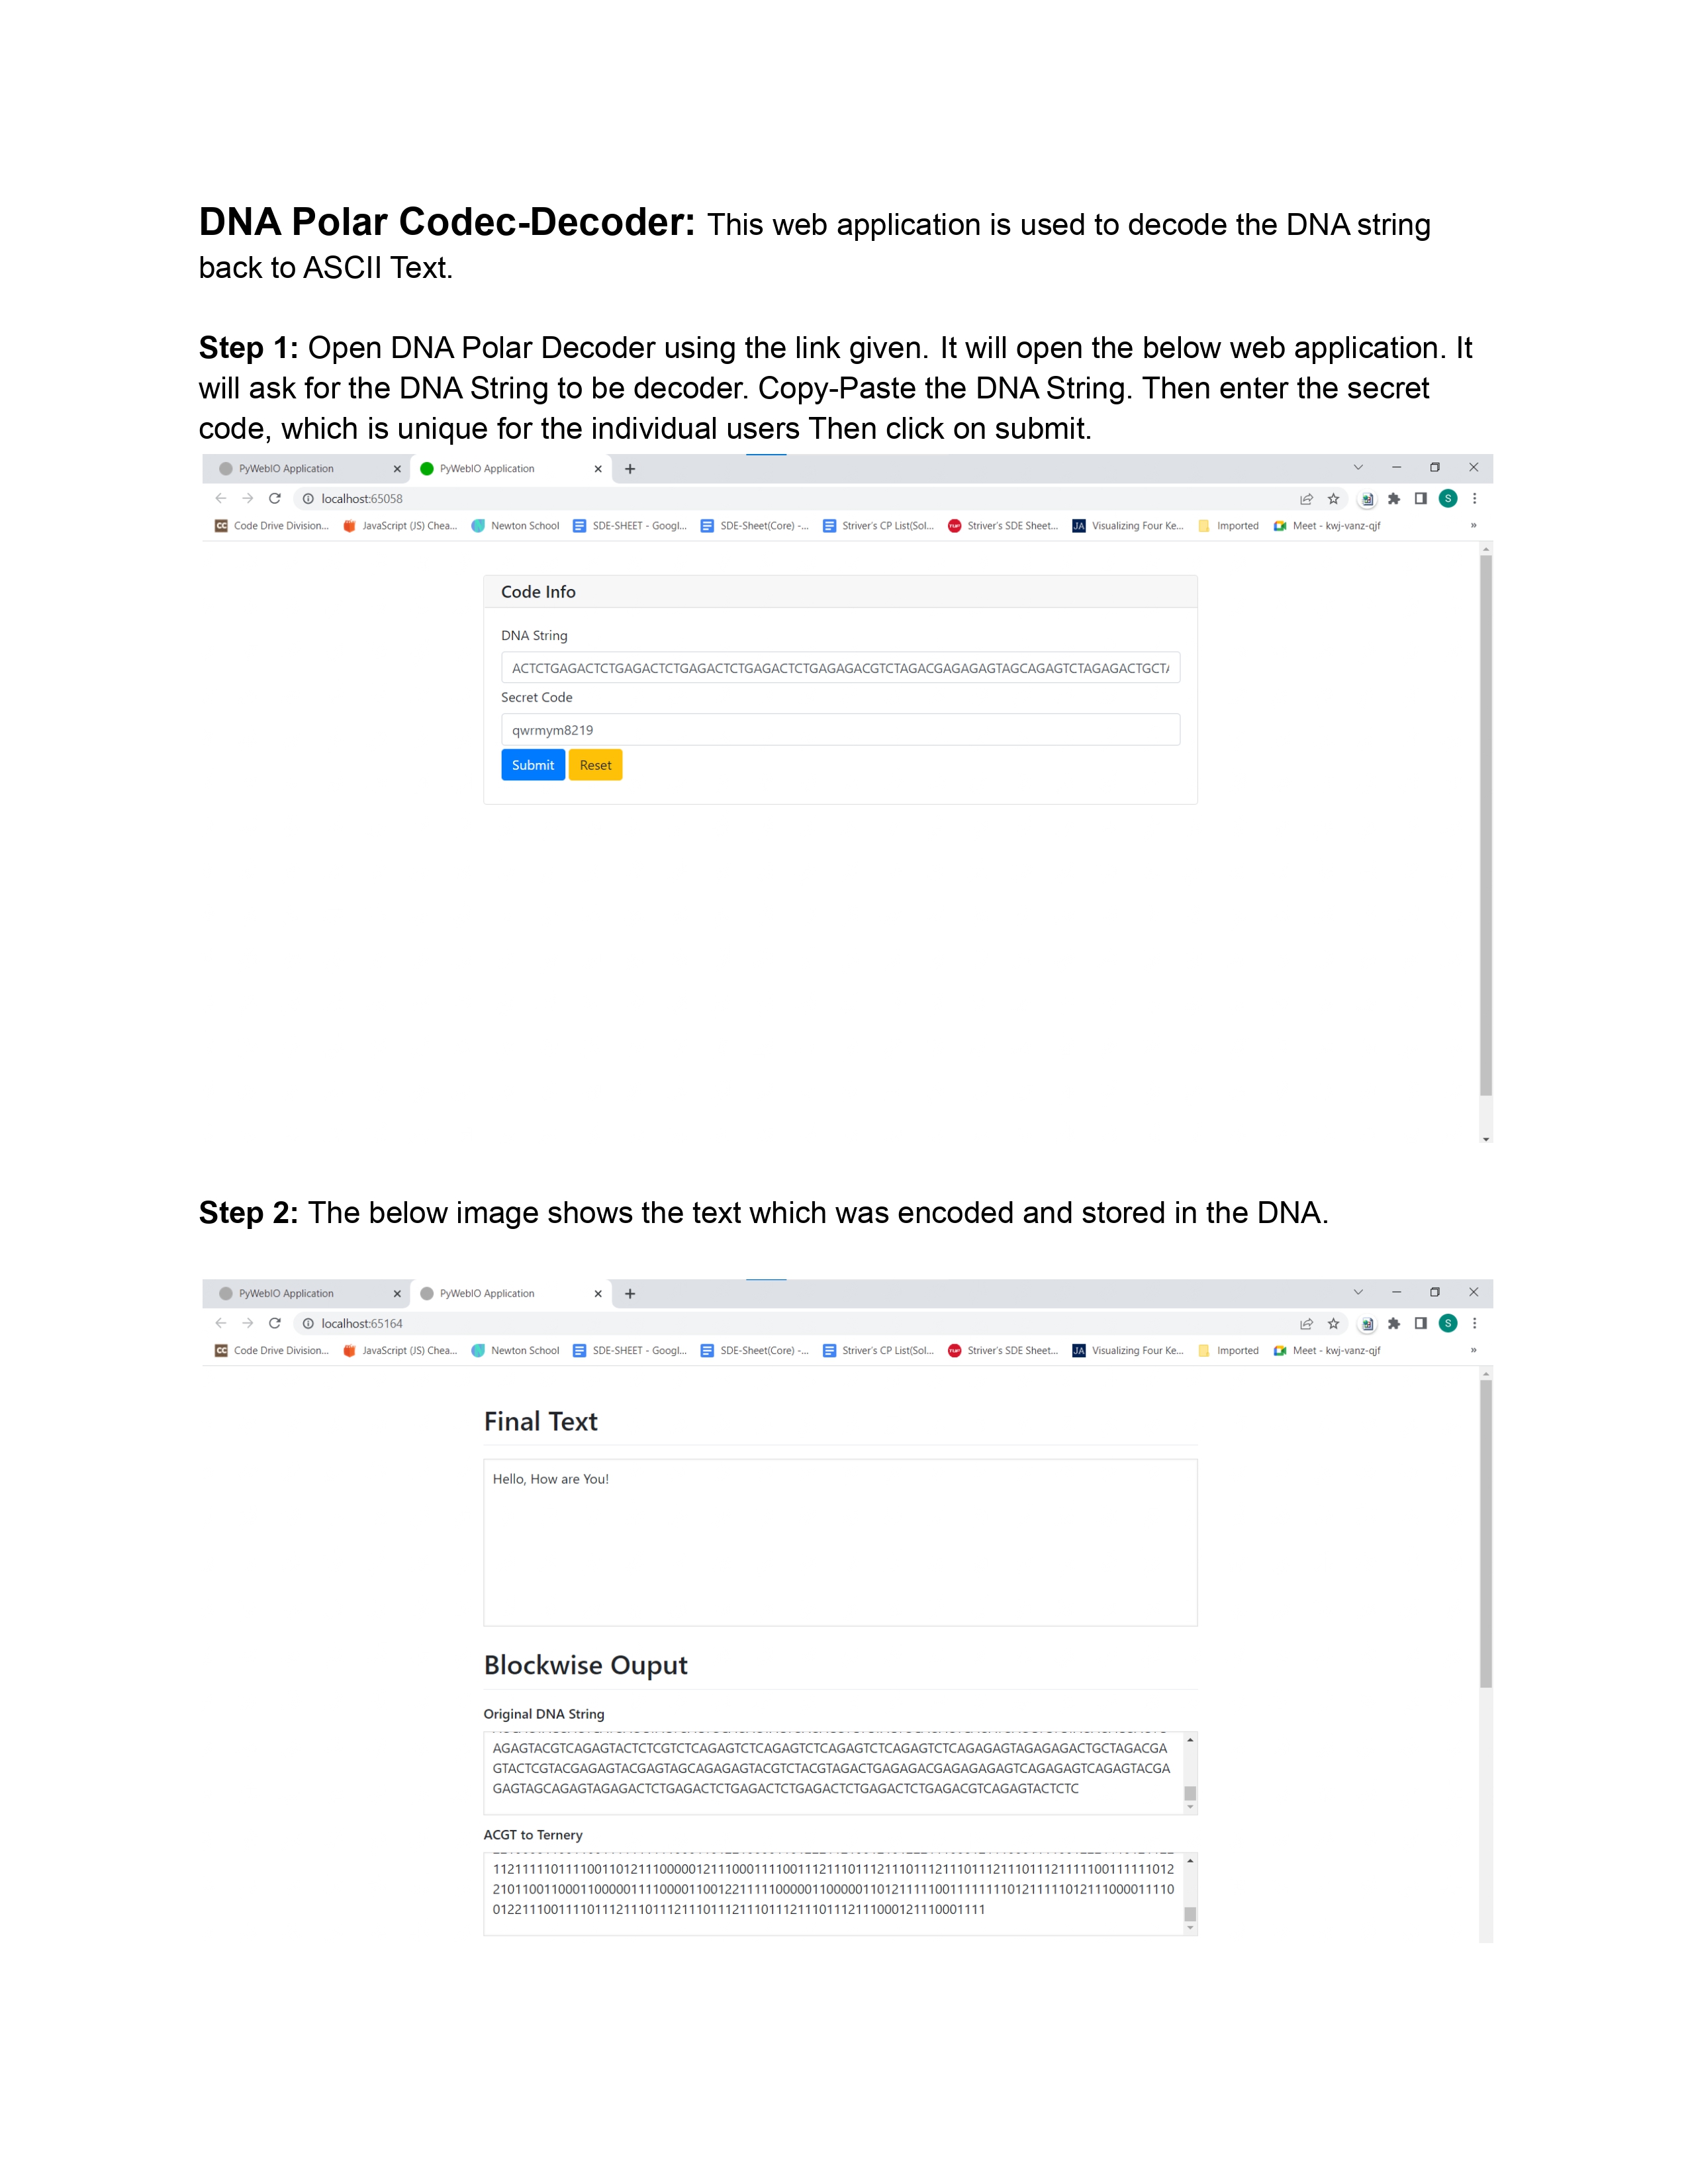 DNA Polar Codec-Decoder: This web application is used to decode the DNA string
back to ASCII Text.
Step 1: Open DNA Polar Decoder using the link given. It will open the below web application. It
will ask for the DNA String to be decoder. Copy-Paste the DNA String. Then enter the secret
code, which is unique for the individual users Then click on submit.
PyWebIO Application PyWebIO Application
localhost:65058
Code Drive Division... JavaScript (JS) Chea... Newton School SDE-SHEET - Googl... SDE-Sheet(Core) -... Striver's CP List(Sol... Striver's SDE Sheet... Visualizing Four Ke... Imported Meet - kwj-vanz-qjf »
Code Info
DNA String
ACTCTGAGACTCTGAGACTCTGAGACTCTGAGACTCTGAGAGACGTCTAGACGAGAGAGTAGCAGAGTCTAGAGACTGCTA
Secret Code
qwrmym8219
Submit Reset
Step 2: The below image shows the text which was encoded and stored in the DNA.
PyWebIO Application PyWebIO Application
localhost:65164
Code Drive Division... JavaScript (JS) Chea... Newton School SDE-SHEET - Googl... SDE-Sheet(Core) -... Striver's CP List(Sol... Striver's SDE Sheet... Visualizing Four Ke... Imported Meet - kwj-vanz-qjf »
Final Text
Hello, How are You!
Blockwise Ouput
Original DNA String
AGAGTACGTCAGAGTACTCTCGTCTCAGAGTCTCAGAGTCTCAGAGTCTCAGAGTCTCAGAGAGTAGAGAGACTGCTAGACGA
GTACTCGTACGAGAGTACGAGTAGCAGAGAGTACGTCTACGTAGACTGAGAGACGAGAGAGAGTCAGAGAGTCAGAGTACGA
GAGTAGCAGAGTAGAGACTCTGAGACTCTGAGACTCTGAGACTCTGAGACTCTGAGACGTCAGAGTACTCTC
ACGT to Ternery
112111110111100110121110000012111000111100111211101112111011121110111211101112111110011111101​2
2101100110001100000111100001100122111110000011000001101211111001111111101211111012111000011110
01221110011110111211101112111011121110111211101112111000121110001111